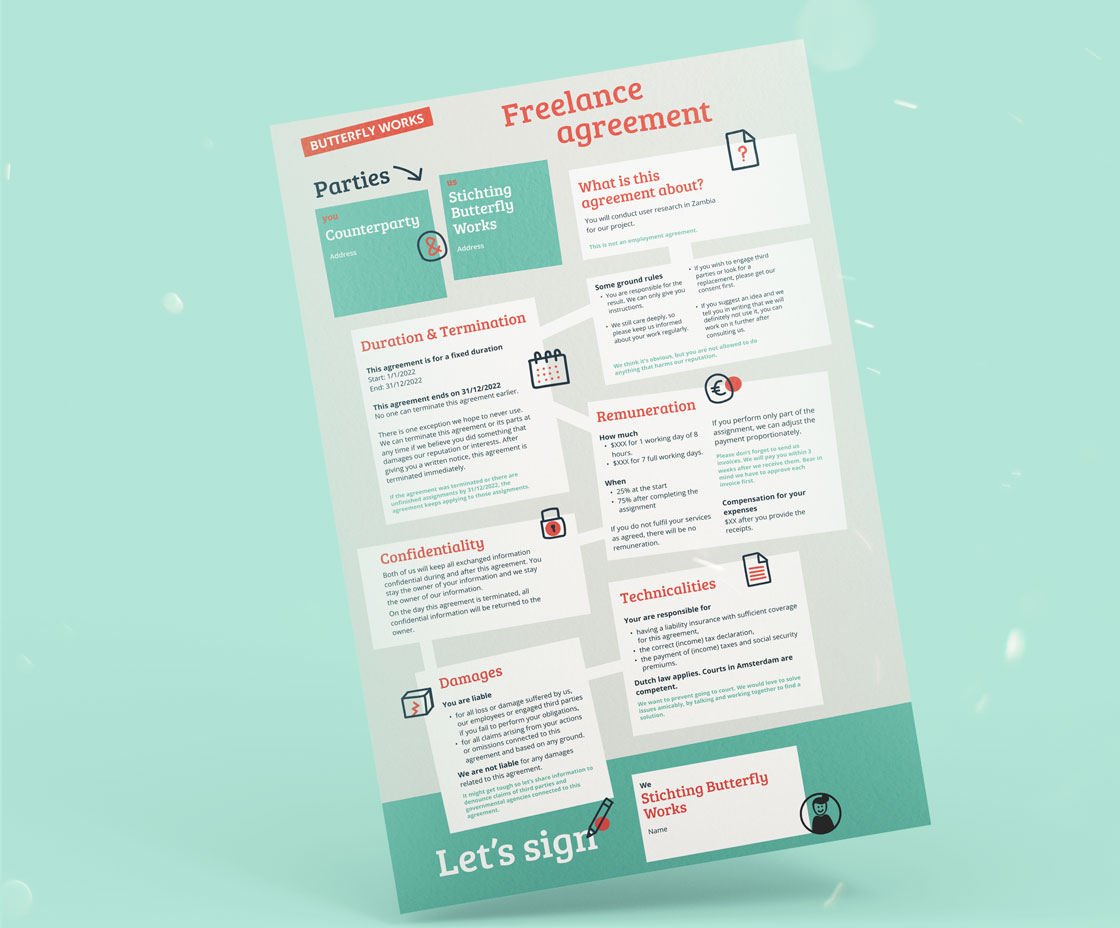 BUTTERFLY WORKS
Freelance
agreement
Parties
you
Counterparty
Address
&
us
Stichting
Butterfly
Works
Address
What is this
agreement about?
You will conduct user research in Zambia
for our project.
This is not an employment agreement.
?
Some ground rules
• You are responsible for the
result. We can only give you
instructions.
• We still care deeply, so
please keep us informed
about your work regularly.
• If you wish to engage third
parties or look for a
replacement, please get our
consent first.
• If you suggest an idea and we
tell you in writing that we will
definitely not use it, you can
work on it further after
consulting us.
We think it's obvious, but you are not allowed to do
anything that harms our reputation.
Duration & Termination
This agreement is for a fixed duration
Start: 1/1/2022
End: 31/12/2022
This agreement ends on 31/12/2022
No one can terminate this agreement earlier.
There is one exception we hope to never use.
We can terminate this agreement or its parts at
any time if we believe you did something that
damages our reputation or interests. After
giving you a written notice, this agreement is
terminated immediately.
If the agreement was terminated or there are
unfinished assignments by 31/12/2022, the
agreement keeps applying to those assignments.
Remuneration
€
How much
• $XXX for 1 working day of 8
hours.
• $XXX for 7 full working days.
When
• 25% at the start
• 75% after completing the
assignment
If you do not fulfil your services
as agreed, there will be no
remuneration.
If you perform only part of the
assignment, we can adjust the
payment proportionately.
Please don't forget to send us
invoices. We will pay you within 3
weeks after we receive them. Bear in
mind we have to approve each
invoice first.
Compensation for your
expenses
$XX after you provide the
receipts.
Confidentiality
Both of us will keep all exchanged information
confidential during and after this agreement. You
stay the owner of your information and we stay
the owner of our information.
On the day this agreement is terminated, all
confidential information will be returned to the
owner.
Technicalities
Your are responsible for
• having a liability insurance with sufficient coverage
for this agreement,
• the correct (income) tax declaration,
• the payment of (income) taxes and social security
premiums.
Dutch law applies. Courts in Amsterdam are
competent.
We want to prevent going to court. We would love to solve
issues amicably, by talking and working together to find a
solution.
Damages
You are liable
• for all loss or damage suffered by us,
our employees or engaged third parties
if you fail to perform your obligations,
• for all claims arising from your actions
or omissions connected to this
agreement and based on any ground.
We are not liable for any damages
related to this agreement.
It might get tough so let's share information to
denounce claims of third parties and
governmental agencies connected to this
agreement.
Let's sign
We
Stichting Butterfly
Works
Name